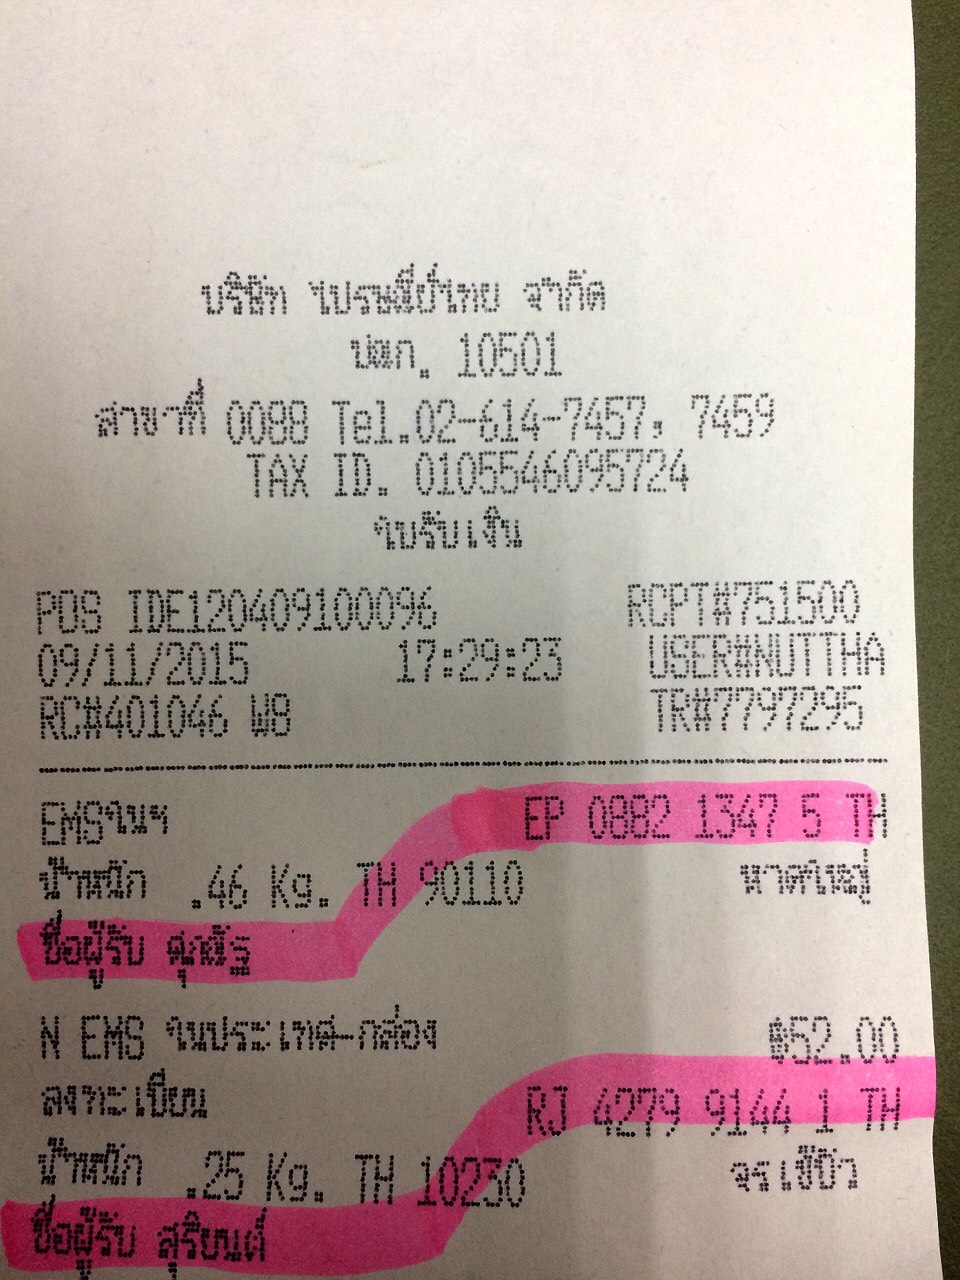 บริษัท ไปรษณีย์ไทย จำกัด
ปณก. 10501
สาขาที่ 0088 Tel.02-614-7457, 7459
TAX ID. 0105546095724
ใบรับเงิน
POS IDE120409100096 RCPT#751500
09/11/2015 17:29:23 USER#NUTTHA
RC#401046 W8 TR#7797295
EMSในฯ EP 0882 1347 5 TH
น้ำหนัก .46 Kg. TH 90110 หาดใหญ่
ชื่อผู้รับ ศุภณัฐ
N EMS ในประเทศ-กล่อง ฿52.00
ลงทะเบียน RJ 4279 9144 1 TH
น้ำหนัก .25 Kg. TH 10230 จรเข้บัว
ชื่อผู้รับ สุริยนต์